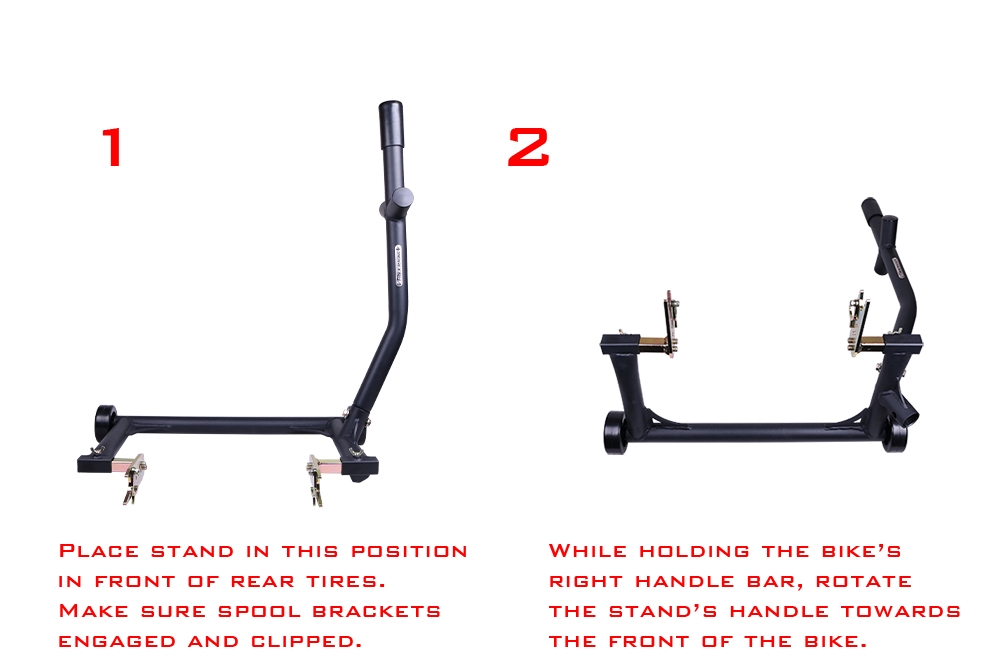 1
2
Place stand in this position
in front of rear tires.
Make sure spool brackets
engaged and clipped.
While holding the bike's
right handle bar, rotate
the stand's handle towards
the front of the bike.